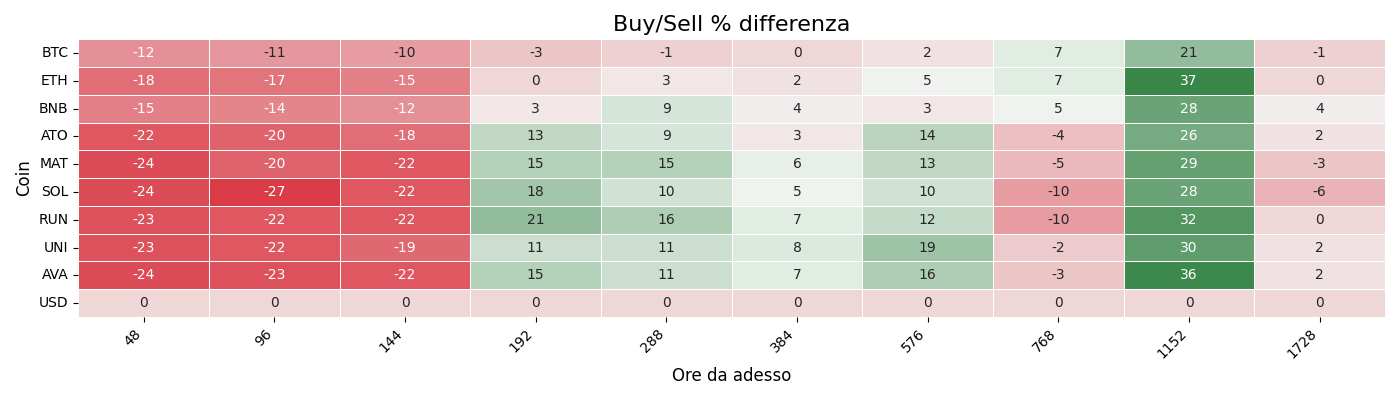 Buy/Sell % differenza
Coin
BTC -12 -11 -10 -3 -1 0 2 7 21 -1
ETH -18 -17 -15 0 3 2 5 7 37 0
BNB -15 -14 -12 3 9 4 3 5 28 4
ATO -22 -20 -18 13 9 3 14 -4 26 2
MAT -24 -20 -22 15 15 6 13 -5 29 -3
SOL -24 -27 -22 18 10 5 10 -10 28 -6
RUN -23 -22 -22 21 16 7 12 -10 32 0
UNI -23 -22 -19 11 11 8 19 -2 30 2
AVA -24 -23 -22 15 11 7 16 -3 36 2
USD 0 0 0 0 0 0 0 0 0 0
48 96 144 192 288 384 576 768 1152 1728
Ore da adesso